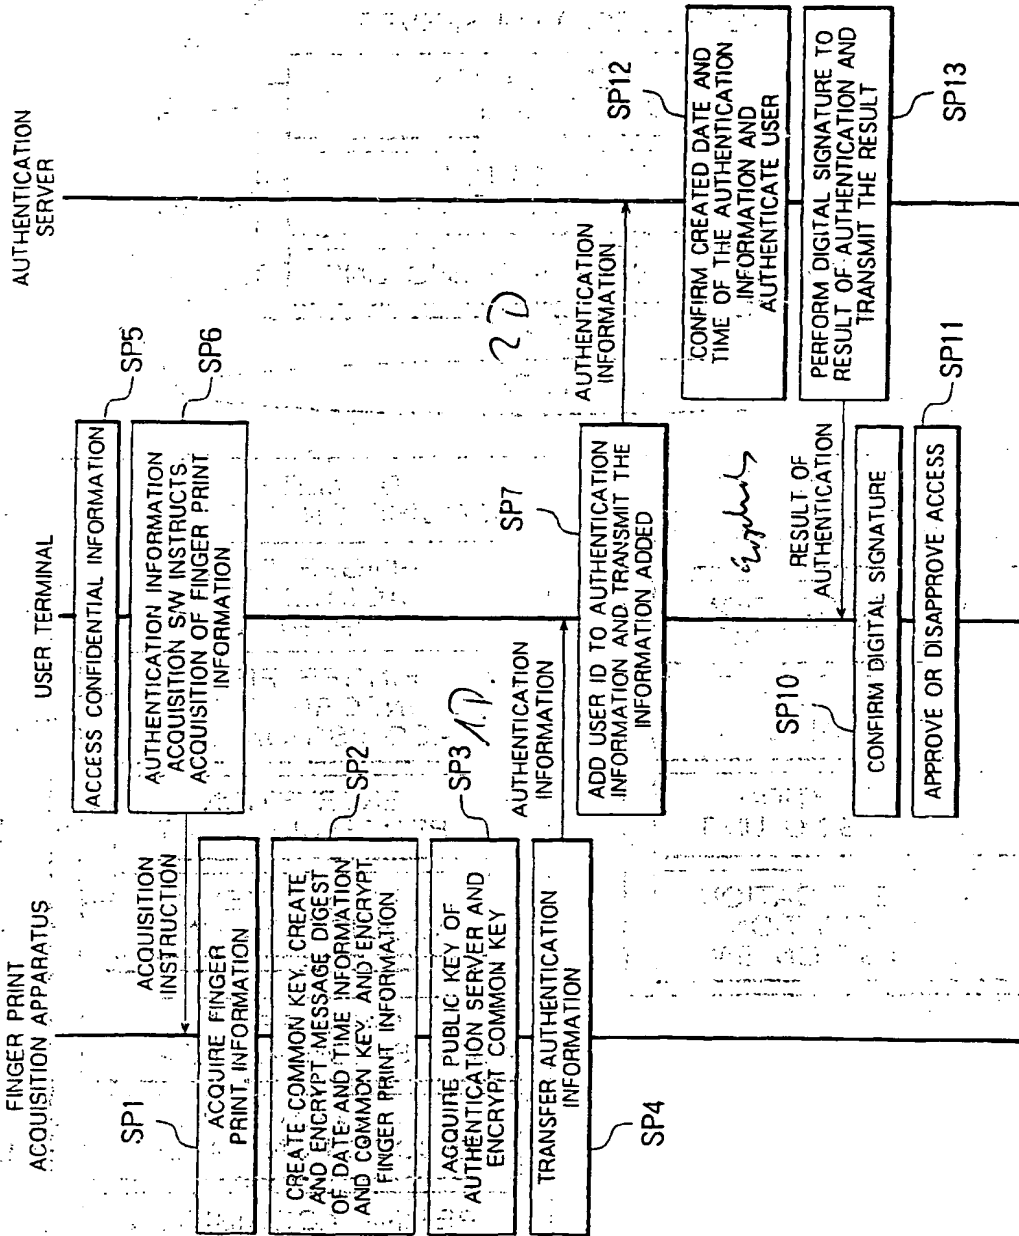 FINGER PRINT
ACQUISITION APPARATUS
USER TERMINAL
AUTHENTICATION
SERVER
ACCESS CONFIDENTIAL INFORMATION
SP5
AUTHENTICATION INFORMATION
ACQUISITION S/W INSTRUCTS
ACQUISITION OF FINGER PRINT
INFORMATION
SP6
ACQUISITION
INSTRUCTION
SP1
ACQUIRE FINGER
PRINT INFORMATION
CREATE COMMON KEY, CREATE
AND ENCRYPT MESSAGE DIGEST
OF DATE AND TIME INFORMATION
AND COMMON KEY, AND ENCRYPT
FINGER PRINT INFORMATION
SP2
ACQUIRE PUBLIC KEY OF
AUTHENTICATION SERVER AND
ENCRYPT COMMON KEY
SP3
1.D.
TRANSFER AUTHENTICATION
INFORMATION
SP4
AUTHENTICATION
INFORMATION
ADD USER ID TO AUTHENTICATION
INFORMATION AND TRANSMIT THE
INFORMATION ADDED
SP7
2D
AUTHENTICATION
INFORMATION
CONFIRM CREATED DATE AND
TIME OF THE AUTHENTICATION
INFORMATION AND
AUTHENTICATE USER
SP12
PERFORM DIGITAL SIGNATURE TO
RESULT OF AUTHENTICATION AND
TRANSMIT THE RESULT
SP13
RESULT OF
AUTHENTICATION
SP10
CONFIRM DIGITAL SIGNATURE
APPROVE OR DISAPPROVE ACCESS
SP11